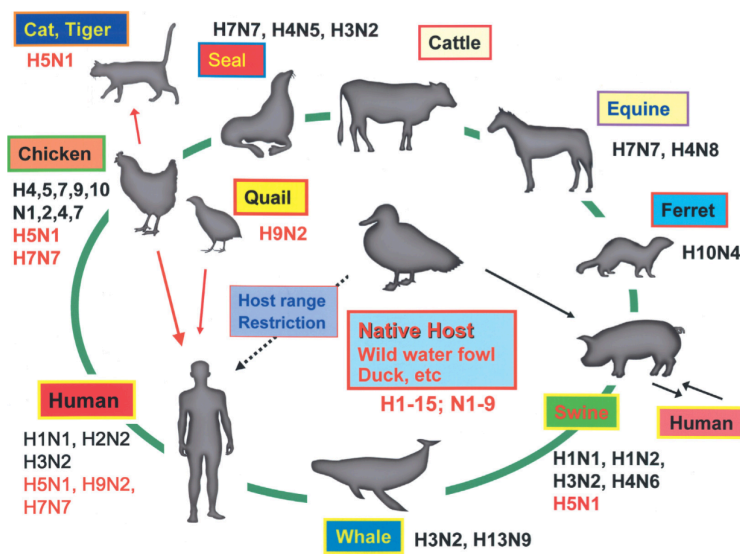 Cat, Tiger
H5N1
H7N7, H4N5, H3N2
Seal
Cattle
Equine
H7N7, H4N8
Chicken
H4,5,7,9,10
N1,2,4,7
H5N1
H7N7
Quail
H9N2
Ferret
H10N4
Host range
Restriction
Native Host
Wild water fowl
Duck, etc
H1-15; N1-9
Human
H1N1, H2N2
H3N2
H5N1, H9N2,
H7N7
Swine
Human
H1N1, H1N2,
H3N2, H4N6
H5N1
Whale
H3N2, H13N9